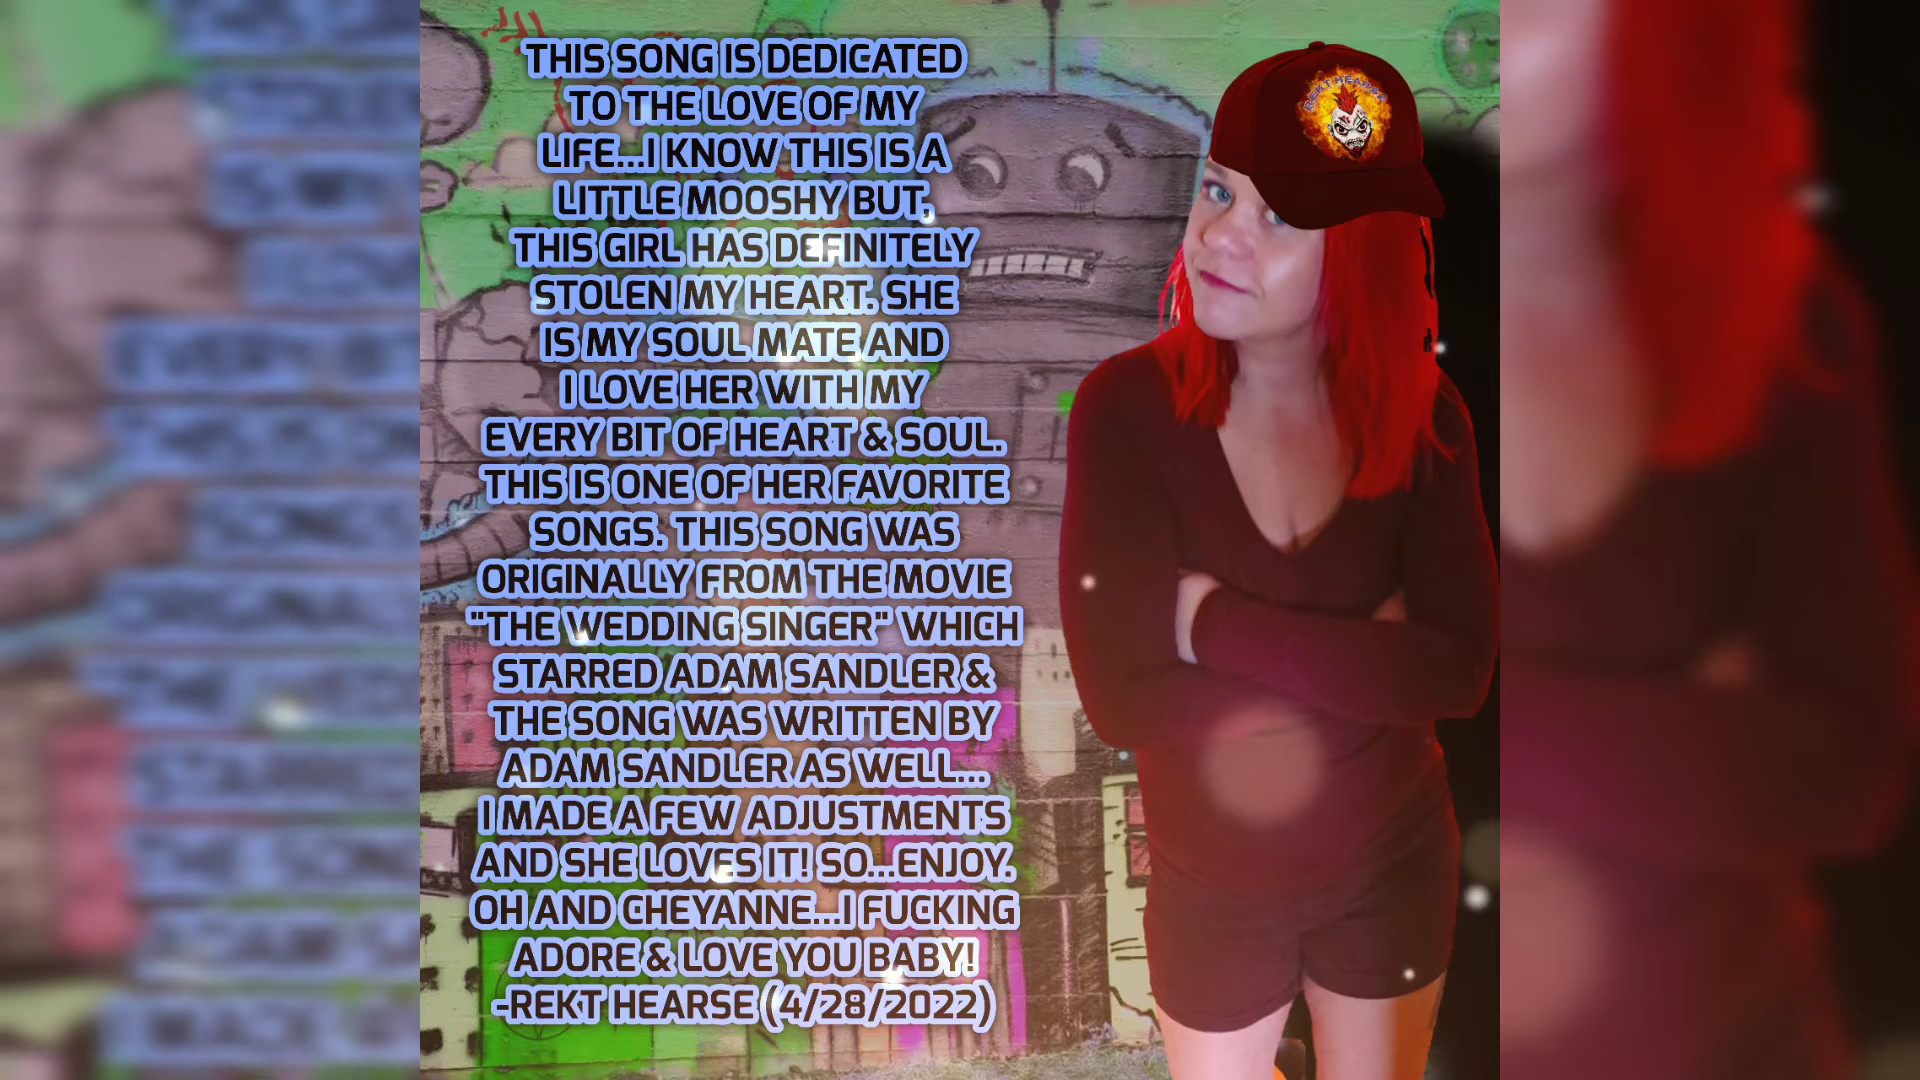 THIS SONG IS DEDICATED
TO THE LOVE OF MY
LIFE...I KNOW THIS IS A
LITTLE MOOSHY BUT,
THIS GIRL HAS DEFINITELY
STOLEN MY HEART. SHE
IS MY SOUL MATE AND
I LOVE HER WITH MY
EVERY BIT OF HEART & SOUL.
THIS IS ONE OF HER FAVORITE
SONGS. THIS SONG WAS
ORIGINALLY FROM THE MOVIE
"THE WEDDING SINGER" WHICH
STARRED ADAM SANDLER &
THE SONG WAS WRITTEN BY
ADAM SANDLER AS WELL...
I MADE A FEW ADJUSTMENTS
AND SHE LOVES IT! SO...ENJOY.
OH AND CHEYANNE...I FUCKING
ADORE & LOVE YOU BABY!
-REKT HEARSE (4/28/2022)